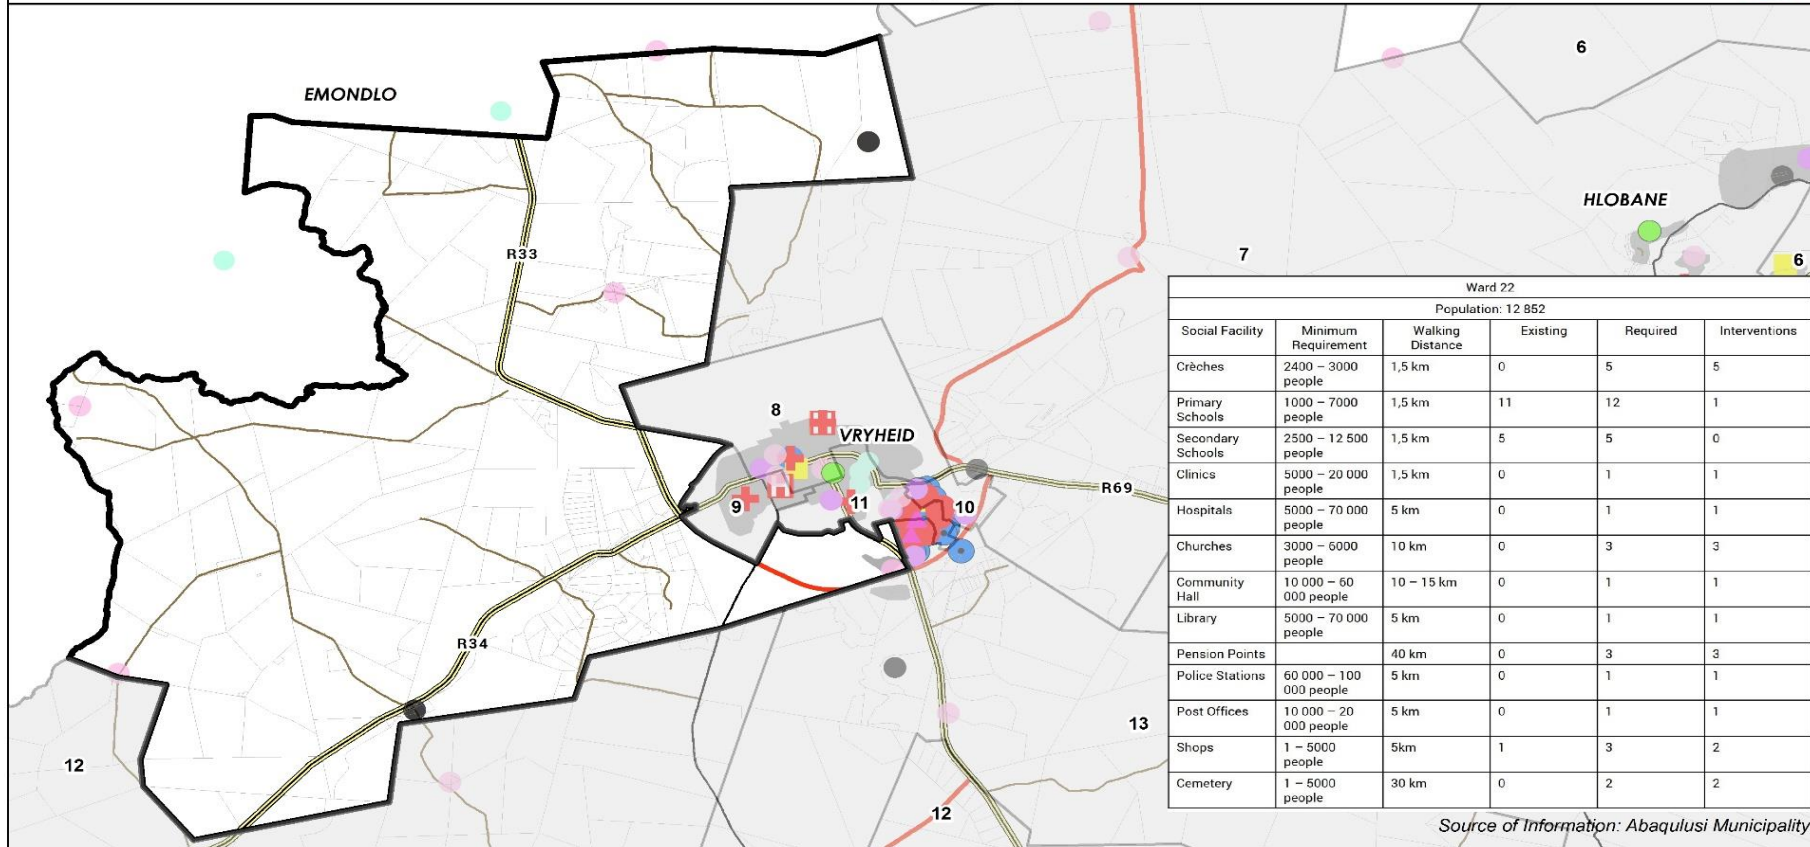 6
EMONDLO
HLOBANE
R33
7
6
8
VRYHEID
R69
9
11
10
R34
13
12
12
Ward 22
Population: 12 852
Social Facility Minimum Requirement Walking Distance Existing Required Interventions
Crèches 2400 – 3000 people 1,5 km 0 5 5
Primary Schools 1000 – 7000 people 1,5 km 11 12 1
Secondary Schools 2500 – 12 500 people 1,5 km 5 5 0
Clinics 5000 – 20 000 people 1,5 km 0 1 1
Hospitals 5000 – 70 000 people 5 km 0 1 1
Churches 3000 – 6000 people 10 km 0 3 3
Community Hall 10 000 – 60 000 people 10 – 15 km 0 1 1
Library 5000 – 70 000 people 5 km 0 1 1
Pension Points 40 km 0 3 3
Police Stations 60 000 – 100 000 people 5 km 0 1 1
Post Offices 10 000 – 20 000 people 5 km 0 1 1
Shops 1 – 5000 people 5km 1 3 2
Cemetery 1 – 5000 people 30 km 0 2 2
Source of Information: Abaqulusi Municipality